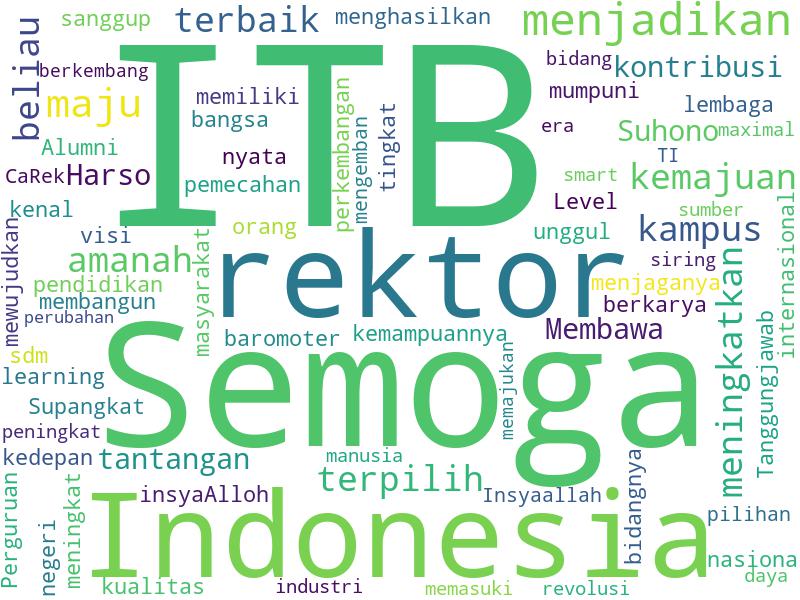 sanggup
terbaik
menghasilkan
menjadikan
beliau
berkembang
maju
ITB
memiliki
bangsa
perkembangan
mengemban
tingkat
bidang
kontribusi
mumpuni
lembaga
era
Suhono
maximal
Alumni
nyata
TI
CaRek
Harso
pemecahan
smart
kemajuan
Level
kenal
sumber
visi
orang
unggul
kampus
mewujudkan
amanah
masyarakat
rektor
siring
internasional
pendidikan
menjaganya
membangun
berkarya
perubahan
baromoter
kemampuannya
Membawa
meningkatkan
Tanggungjawab
sdm
learning
Semoga
memajukan
Supangkat
peningkat
kedepan
tantangan
manusia
terpilih
bidangnya
Perguruan
negeri
meningkat
insyaAlloh
Insyaallah
Indonesia
pilihan
nasiona
daya
kualitas
industri
memasuki
revolusi